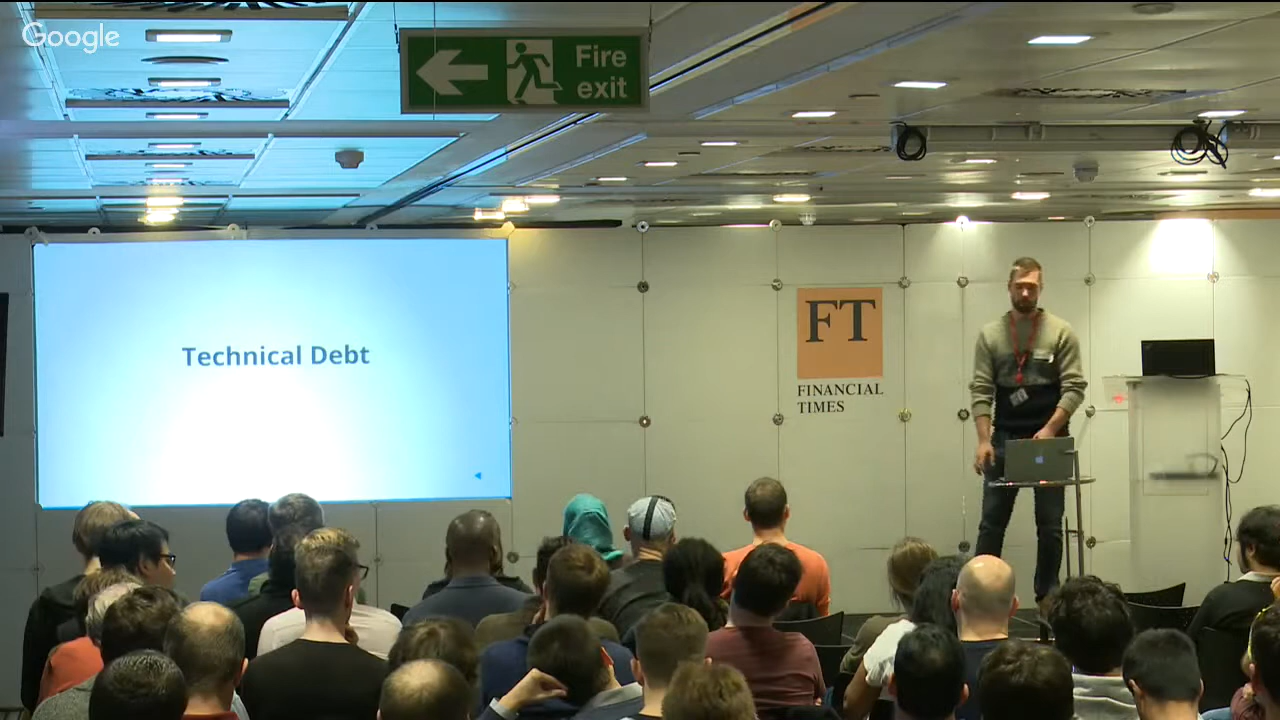 Google
Fire
exit
Technical Debt
FT
FINANCIAL
TIMES